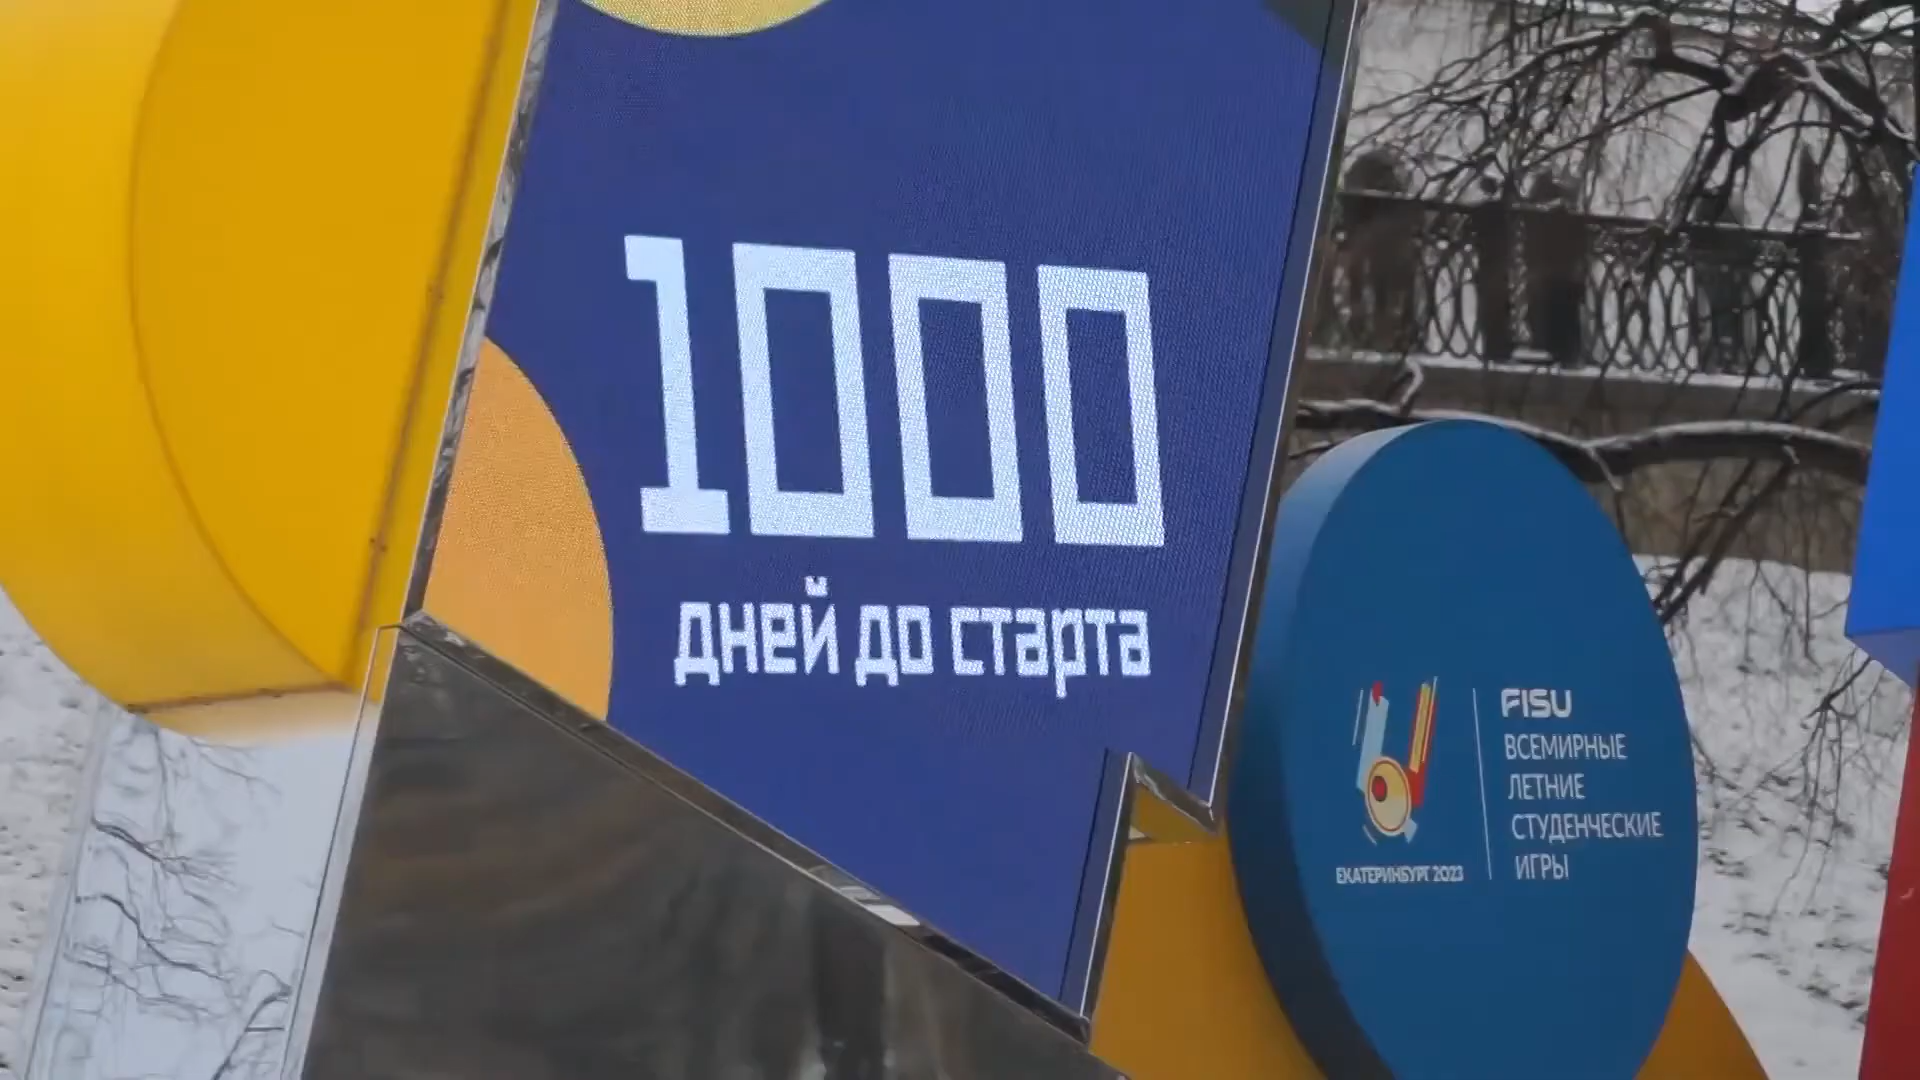 1000
дней до старта
FISU
ВСЕМИРНЫЕ
ЛЕТНИЕ
СТУДЕНЧЕСКИЕ
ИГРЫ
ЕКАТЕРИНБУРГ 2023